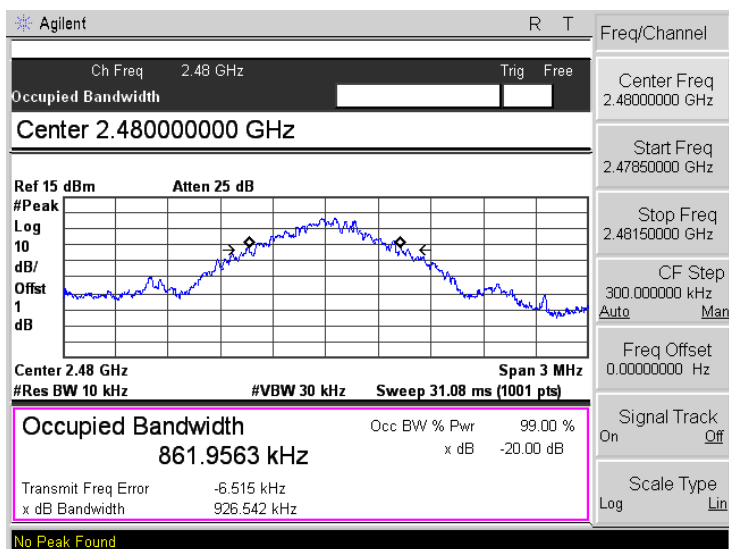 Agilent R T
Ch Freq 2.48 GHz Trig Free
Occupied Bandwidth
Center 2.480000000 GHz
Ref 15 dBm Atten 25 dB
#Peak
Log
10
dB/
Offst
1
dB
Center 2.48 GHz Span 3 MHz
#Res BW 10 kHz #VBW 30 kHz Sweep 31.08 ms (1001 pts)
Occupied Bandwidth Occ BW % Pwr 99.00 %
861.9563 kHz x dB -20.00 dB
Transmit Freq Error -6.515 kHz
x dB Bandwidth 926.542 kHz
No Peak Found
Freq/Channel
Center Freq
2.48000000 GHz
Start Freq
2.47850000 GHz
Stop Freq
2.48150000 GHz
CF Step
300.000000 kHz
Auto Man
Freq Offset
0.00000000 Hz
Signal Track
On Off
Scale Type
Log Lin